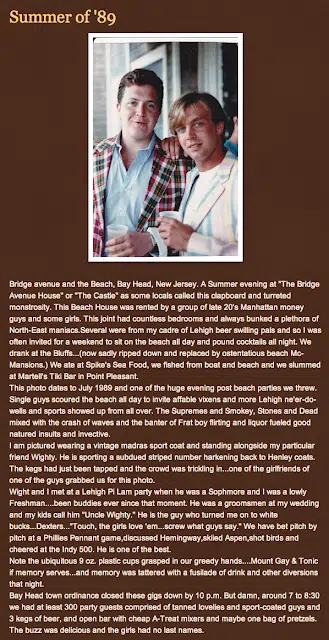 Summer of '89
Bridge avenue and the Beach, Bay Head, New Jersey. A Summer evening at "The Bridge
Avenue House" or "The Castle" as some locals called this clapboard and turreted
monstrosity. This Beach House was rented by a group of late 20's Manhattan money
guys and some girls. This joint had countless bedrooms and always bunked a plethora of
North-East maniacs.Several were from my cadre of Lehigh beer swilling pals and so I was
often invited for a weekend to sit on the beach all day and pound cocktails all night. We
drank at the Bluffs...(now sadly ripped down and replaced by ostentatious beach Mc-
Mansions.) We ate at Spike's Sea Food, we fished from boat and beach and we slummed
at Martell's Tiki Bar in Point Pleasant.
This photo dates to July 1989 and one of the huge evening post beach parties we threw.
Single guys scoured the beach all day to invite affable vixens and more Lehigh ne'er-do-
wells and sports showed up from all over. The Supremes and Smokey, Stones and Dead
mixed with the crash of waves and the banter of Frat boy flirting and liquor fueled good
natured insults and invective.
I am pictured wearing a vintage madras sport coat and standing alongside my particular
friend Wighty. He is sporting a subdued striped number harkening back to Henley coats.
The kegs had just been tapped and the crowd was trickling in...one of the girlfriends of
one of the guys grabbed us for this photo.
Wight and I met at a Lehigh Pi Lam party when he was a Sophmore and I was a lowly
Freshman....been buddies ever since that moment. He was a groomsmen at my wedding
and my kids call him "Uncle Wighty." He is the guy who turned me on to white
bucks...Dexters..."Touch, the girls love 'em...screw what guys say." We have bet pitch by
pitch at a Phillies Pennant game,discussed Hemingway,skiied Aspen,shot birds and
cheered at the Indy 500. He is one of the best.
Note the ubiquitous 9 oz. plastic cups grasped in our greedy hands....Mount Gay & Tonic
if memory serves...and memory was tattered with a fusilade of drink and other diversions
that night.
Bay Head town ordinance closed these gigs down by 10 p.m. But damn, around 7 to 8:30
we had at least 300 party guests comprised of tanned lovelies and sport-coated guys and
3 kegs of beer, and open bar with cheap A-Treat mixers and maybe one bag of pretzels.
The buzz was delicious and the girls had no last names.